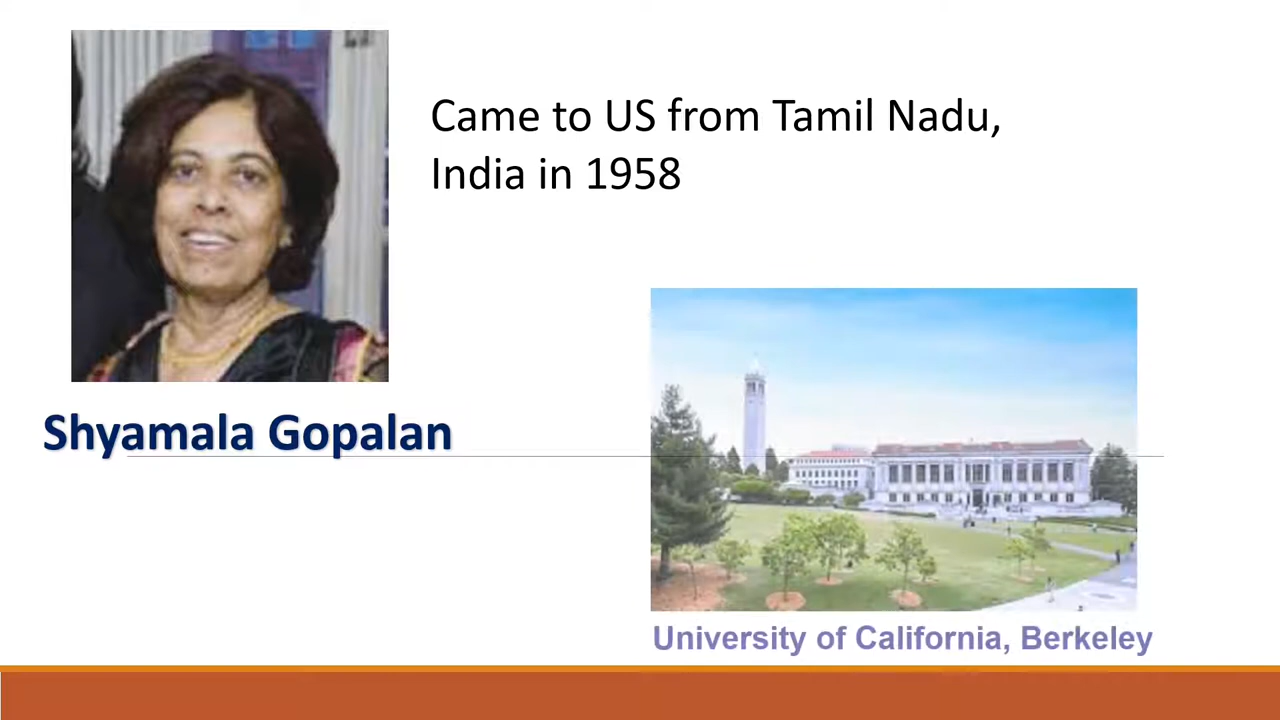 Came to US from Tamil Nadu,
India in 1958
Shyamala Gopalan
University of California, Berkeley